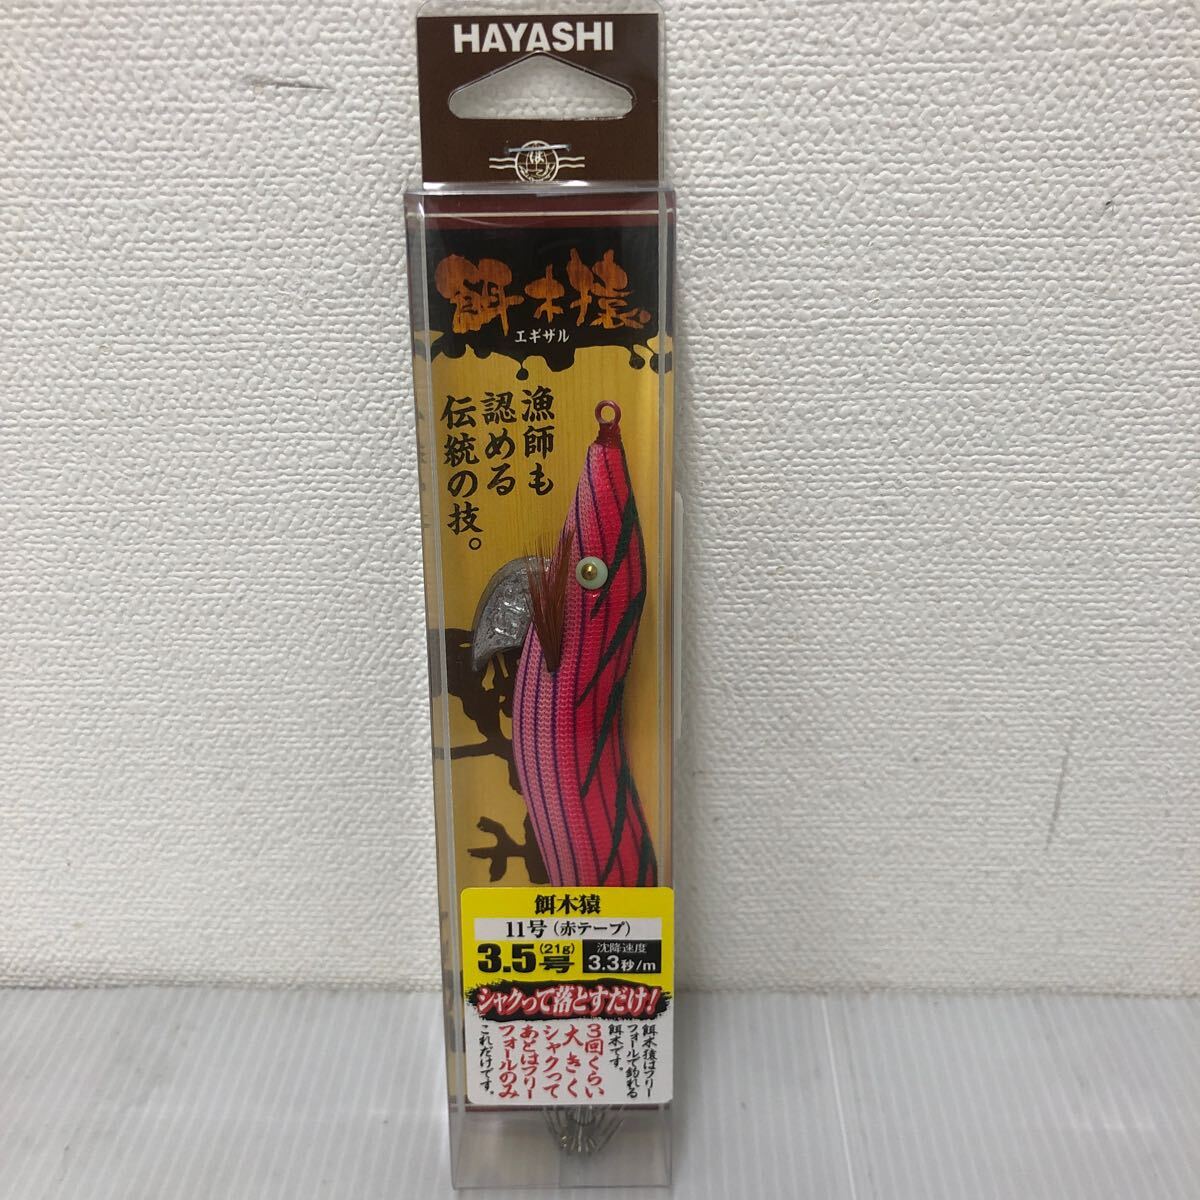 HAYASHI
は
餌木猿
エギザル
漁師も
認める
伝統の技。
餌木猿
11号(赤テープ)
3.5号
(21g)
沈降速度
3.3秒/m
シャクって落とすだけ!
餌木猿はフリー
フォールで釣れる
餌木です。
3回くらい
大きく
シャクって
あとはフリー
フォールのみ
これだけです。